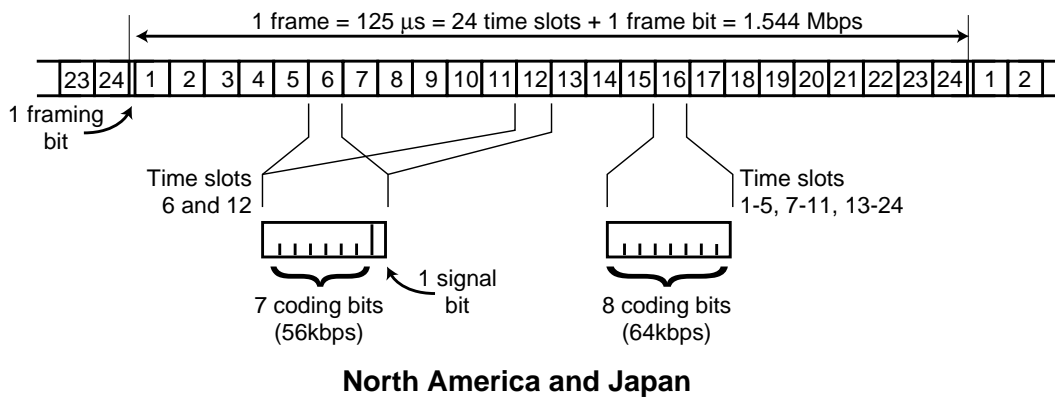 1 frame = 125 μs = 24 time slots + 1 frame bit = 1.544 Mbps
23 24 1 2 3 4 5 6 7 8 9 10 11 12 13 14 15 16 17 18 19 20 21 22 23 24 1 2
1 framing
bit
Time slots
6 and 12
Time slots
1-5, 7-11, 13-24
1 signal
bit
7 coding bits
(56kbps)
8 coding bits
(64kbps)
North America and Japan